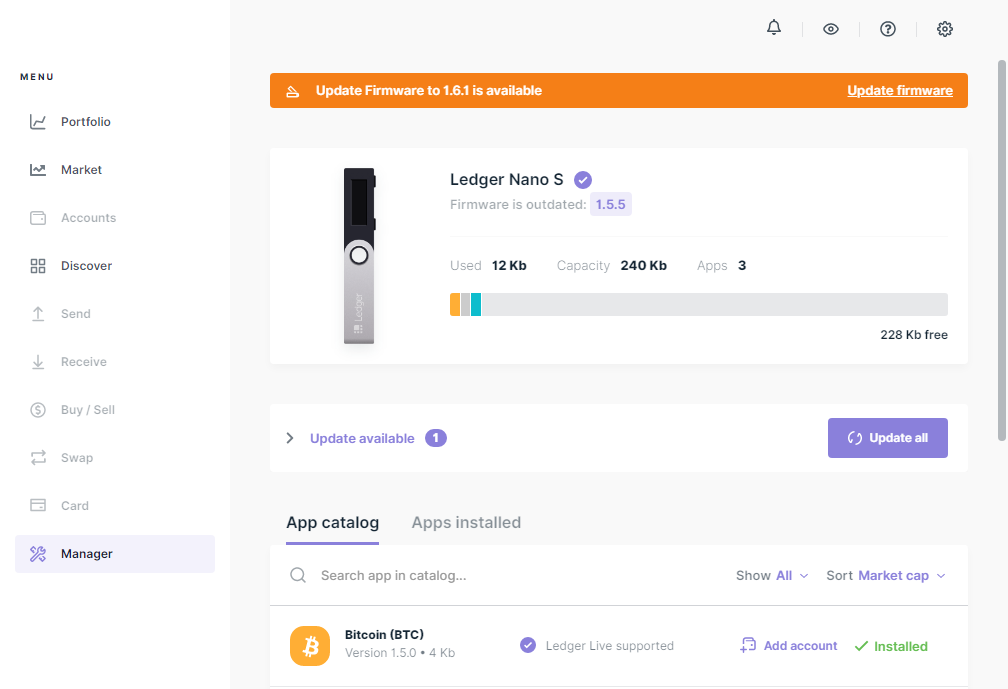 MENU
Portfolio
Market
Accounts
Discover
Send
Receive
Buy / Sell
Swap
Card
Manager
Update Firmware to 1.6.1 is available Update firmware
Ledger
Ledger Nano S
Firmware is outdated: 1.5.5
Used 12 Kb Capacity 240 Kb Apps 3
228 Kb free
Update available 1 Update all
App catalog Apps installed
Search app in catalog... Show All Sort Market cap
Bitcoin (BTC)
Version 1.5.0 • 4 Kb
Ledger Live supported Add account Installed